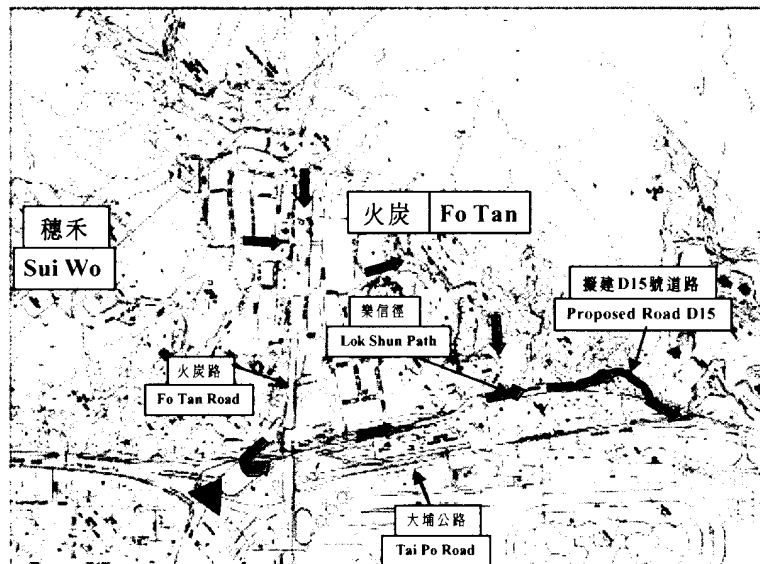 火炭 Fo Tan
穗禾
Sui Wo
擬建D15號道路
Proposed Road D15
樂信徑
Lok Shun Path
火炭路
Fo Tan Road
大埔公路
Tai Po Road